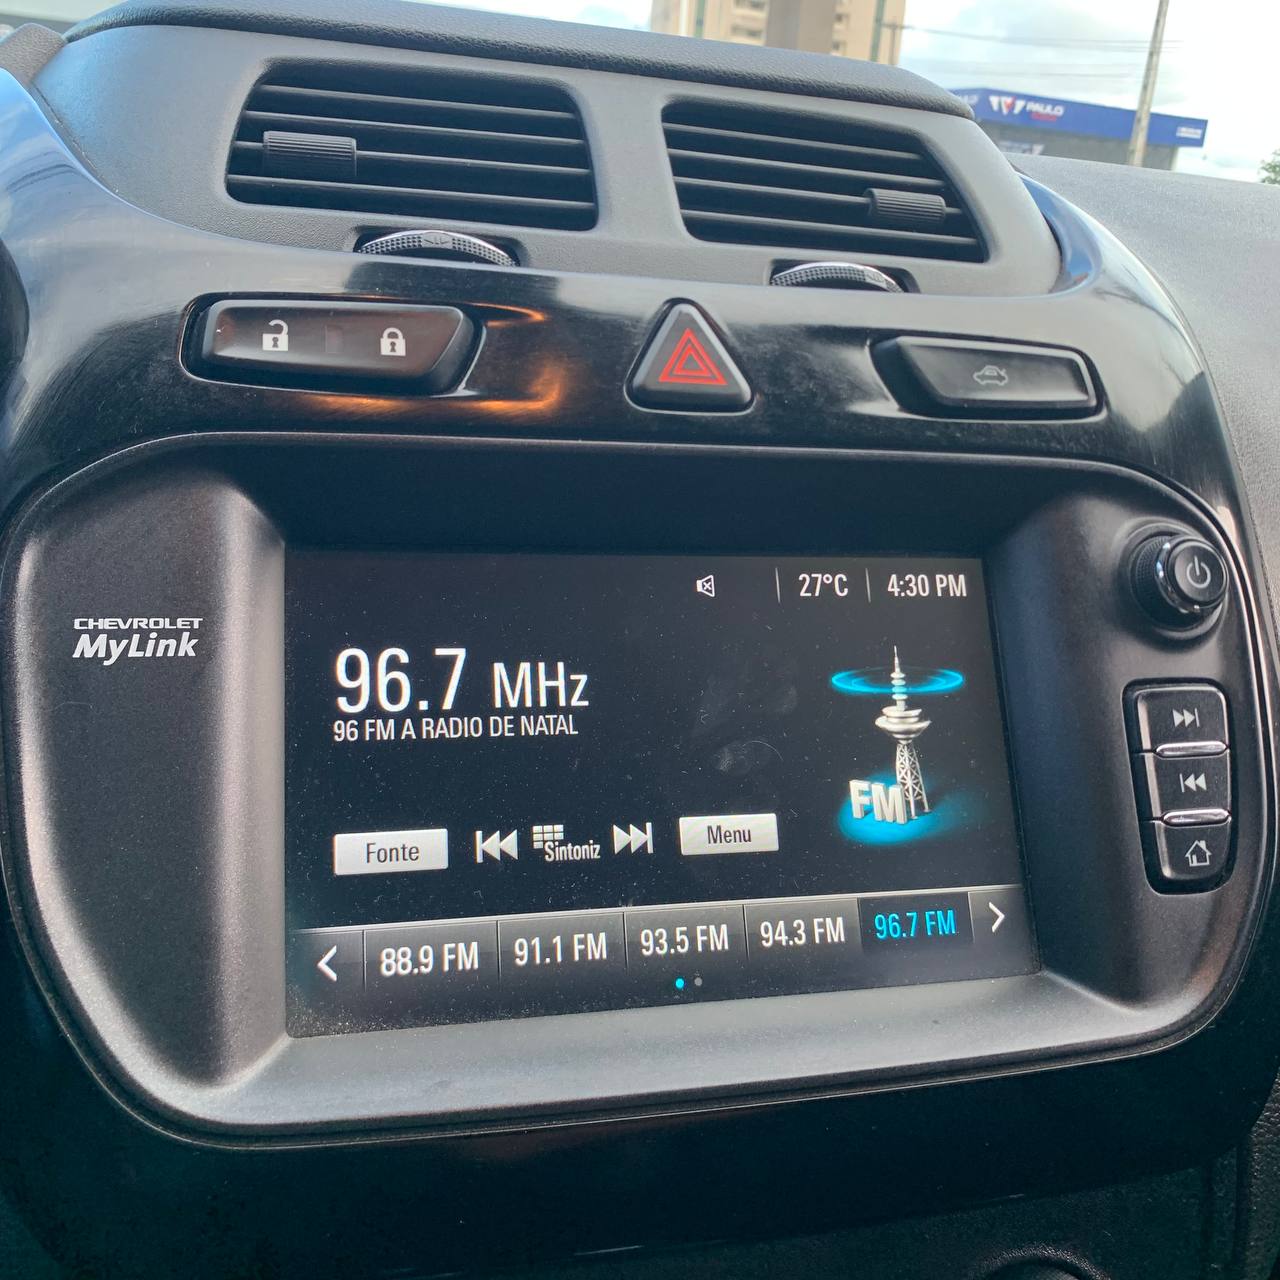 PAULO
CHEVROLET
MyLink
27°C
4:30 PM
96.7 MHz
96 FM A RADIO DE NATAL
FM
Fonte
Sintoniz
Menu
88.9 FM
91.1 FM
93.5 FM
94.3 FM
96.7 FM